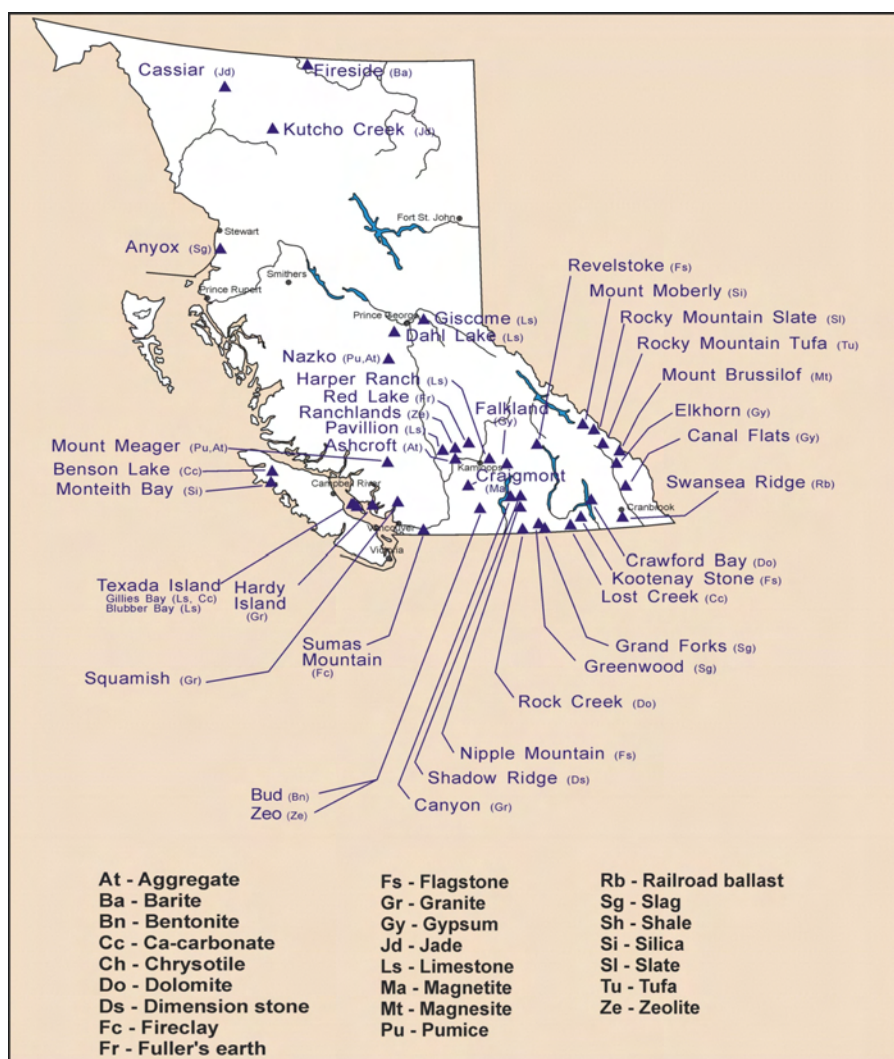 Cassiar (Jd)
Fireside (Ba)
Kutcho Creek (Jd)
Fort St. John
Stewart
Anyox (Sg)
Smithers
Prince Rupert
Revelstoke (Fs)
Mount Moberly (Si)
Prince George
Giscome (Ls)
Rocky Mountain Slate (Sl)
Dahl Lake (Ls)
Rocky Mountain Tufa (Tu)
Nazko (Pu,At)
Mount Brussilof (Mt)
Harper Ranch (Ls)
Red Lake (Fr)
Falkland (Gy)
Elkhorn (Gy)
Ranchlands (Ze)
Pavillion (Ls)
Canal Flats (Gy)
Mount Meager (Pu,At)
Ashcroft (At)
Kamloops
Benson Lake (Cc)
Craigmont (Ma)
Swansea Ridge (Rb)
Monteith Bay (Si)
Campbell River
Cranbrook
Vancouver
Victoria
Crawford Bay (Do)
Texada Island
Gillies Bay (Ls, Cc)
Blubber Bay (Ls)
Hardy
Island
(Gr)
Kootenay Stone (Fs)
Lost Creek (Cc)
Sumas
Mountain
(Fc)
Grand Forks (Sg)
Greenwood (Sg)
Squamish (Gr)
Rock Creek (Do)
Nipple Mountain (Fs)
Shadow Ridge (Ds)
Bud (Bn)
Zeo (Ze)
Canyon (Gr)
At - Aggregate
Ba - Barite
Bn - Bentonite
Cc - Ca-carbonate
Ch - Chrysotile
Do - Dolomite
Ds - Dimension stone
Fc - Fireclay
Fr - Fuller's earth
Fs - Flagstone
Gr - Granite
Gy - Gypsum
Jd - Jade
Ls - Limestone
Ma - Magnetite
Mt - Magnesite
Pu - Pumice
Rb - Railroad ballast
Sg - Slag
Sh - Shale
Si - Silica
Sl - Slate
Tu - Tufa
Ze - Zeolite